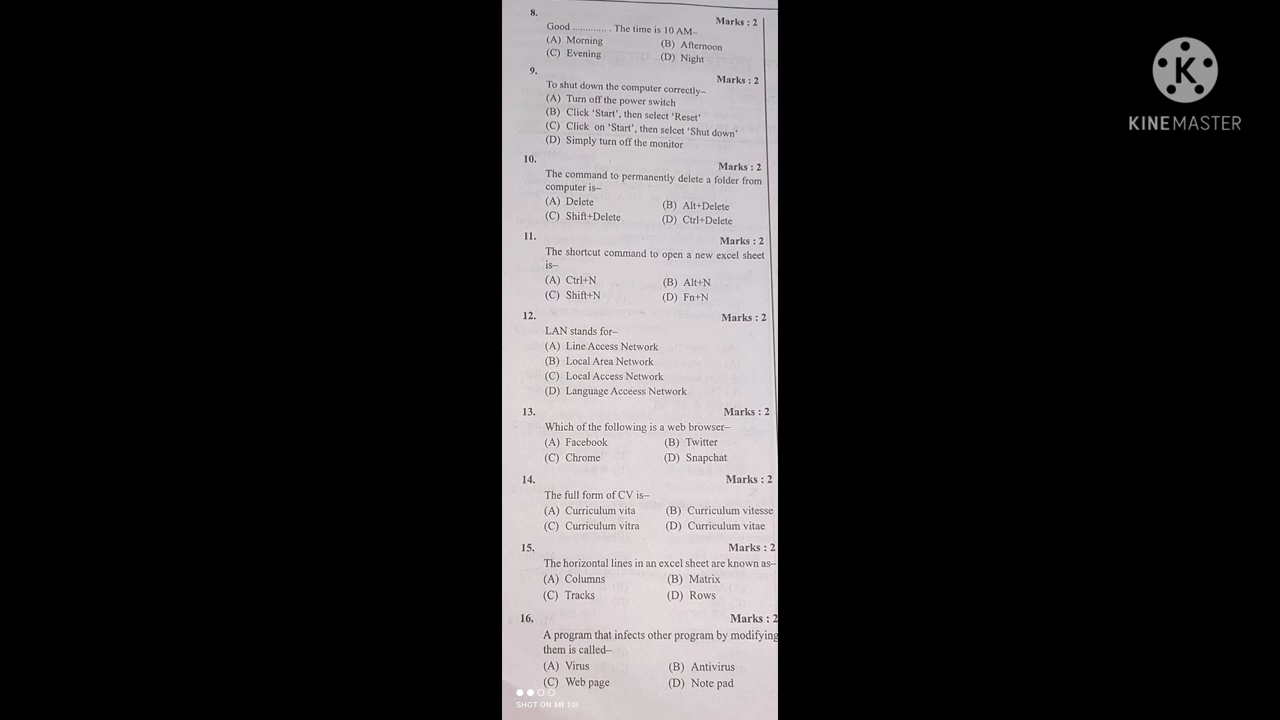 8.
Marks : 2
Good ............. . The time is 10 AM–
(A) Morning (B) Afternoon
(C) Evening (D) Night
9.
Marks : 2
To shut down the computer correctly–
(A) Turn off the power switch
(B) Click ‘Start’, then select ‘Reset’
(C) Click on ‘Start’, then selcet ‘Shut down’
(D) Simply turn off the monitor
10.
Marks : 2
The command to permanently delete a folder from
computer is–
(A) Delete (B) Alt+Delete
(C) Shift+Delete (D) Ctrl+Delete
11.
Marks : 2
The shortcut command to open a new excel sheet
is–
(A) Ctrl+N (B) Alt+N
(C) Shift+N (D) Fn+N
12.
Marks : 2
LAN stands for–
(A) Line Access Network
(B) Local Area Network
(C) Local Access Network
(D) Language Acceess Network
13.
Marks : 2
Which of the following is a web browser–
(A) Facebook (B) Twitter
(C) Chrome (D) Snapchat
14.
Marks : 2
The full form of CV is–
(A) Curriculum vita (B) Curriculum vitesse
(C) Curriculum vitra (D) Curriculum vitae
15.
Marks : 2
The horizontal lines in an excel sheet are known as–
(A) Columns (B) Matrix
(C) Tracks (D) Rows
16.
Marks : 2
A program that infects other program by modifying
them is called–
(A) Virus (B) Antivirus
(C) Web page (D) Note pad
SHOT ON MI 10I
K
KINEMASTER